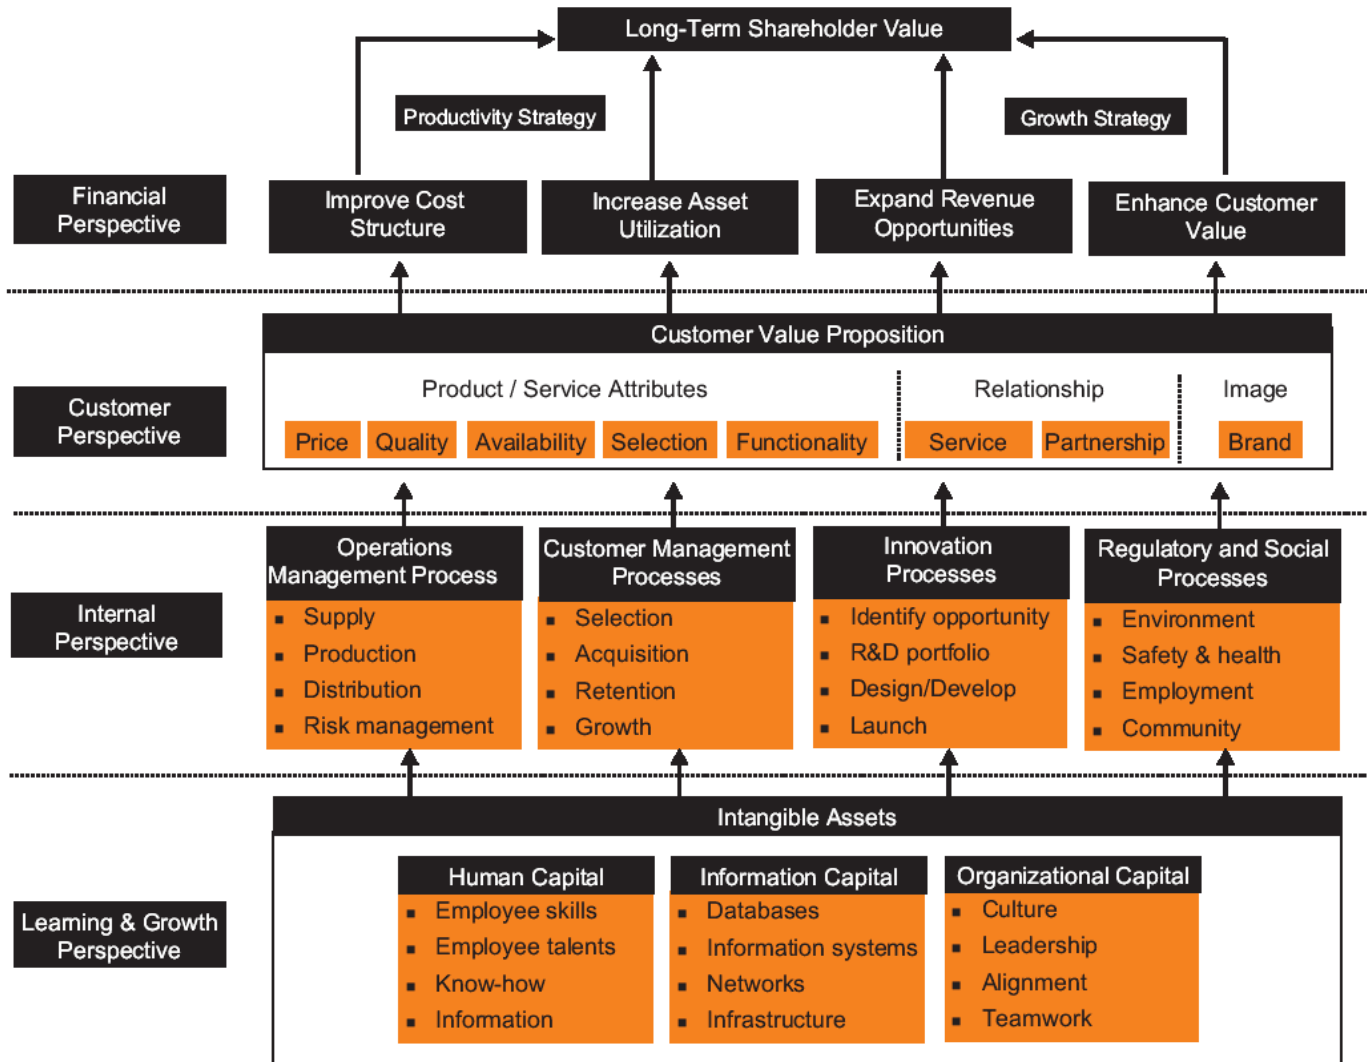 Long-Term Shareholder Value
Productivity Strategy
Growth Strategy
Financial
Perspective
Improve Cost
Structure
Increase Asset
Utilization
Expand Revenue
Opportunities
Enhance Customer
Value
Customer Value Proposition
Customer
Perspective
Product / Service Attributes
Relationship
Image
Price
Quality
Availability
Selection
Functionality
Service
Partnership
Brand
Internal
Perspective
Operations
Management Process
▪ Supply
▪ Production
▪ Distribution
▪ Risk management
Customer Management
Processes
▪ Selection
▪ Acquisition
▪ Retention
▪ Growth
Innovation
Processes
▪ Identify opportunity
▪ R&D portfolio
▪ Design/Develop
▪ Launch
Regulatory and Social
Processes
▪ Environment
▪ Safety & health
▪ Employment
▪ Community
Learning & Growth
Perspective
Intangible Assets
Human Capital
▪ Employee skills
▪ Employee talents
▪ Know-how
▪ Information
Information Capital
▪ Databases
▪ Information systems
▪ Networks
▪ Infrastructure
Organizational Capital
▪ Culture
▪ Leadership
▪ Alignment
▪ Teamwork